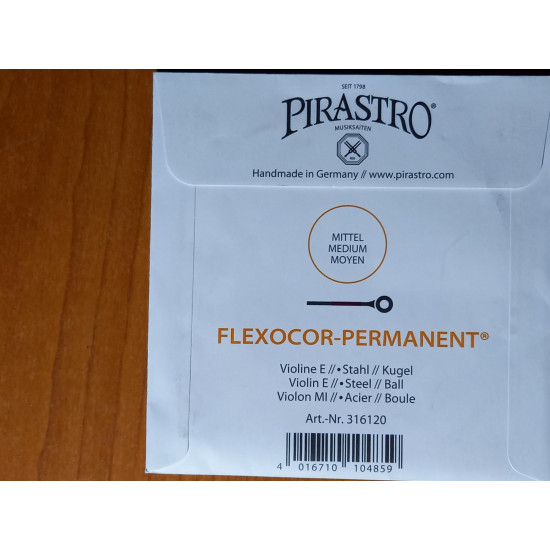 SEIT 1798
PIRASTRO®
MUSIKSAITEN
Handmade in Germany // www.pirastro.com
MITTEL
MEDIUM
MOYEN
FLEXOCOR-PERMANENT®
Violine E // • Stahl // Kugel
Violin E // • Steel // Ball
Violon MI // • Acier // Boule
Art.-Nr. 316120
4 016710 104859